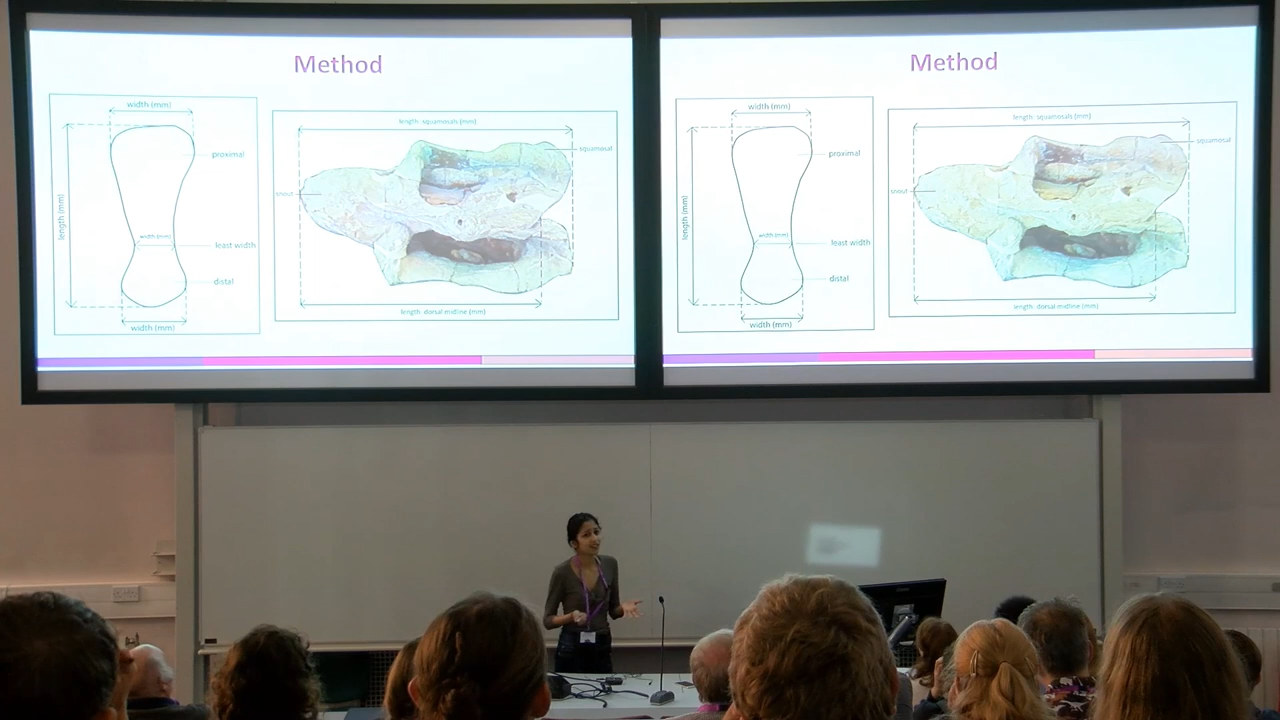 Method
width (mm)
length (mm)
proximal
width (mm)
least width
distal
width (mm)
length: squamosals (mm)
squamosal
snout
length: dorsal midline (mm)
Method
width (mm)
length (mm)
proximal
width (mm)
least width
distal
width (mm)
length: squamosals (mm)
squamosal
snout
length: dorsal midline (mm)